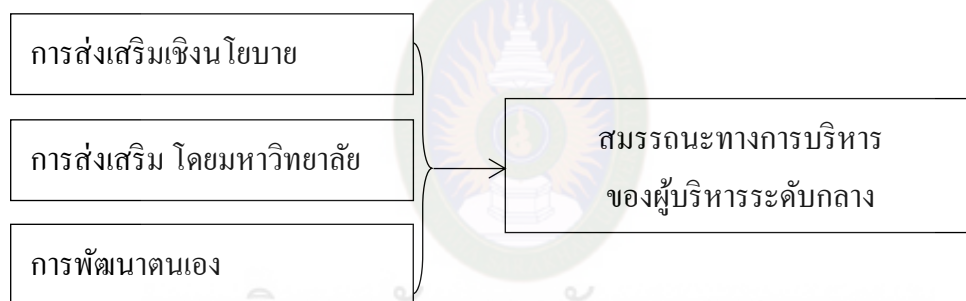 การส่งเสริมเชิงนโยบาย
การส่งเสริม โดยมหาวิทยาลัย
การพัฒนาตนเอง
สมรรถนะทางการบริหาร
ของผู้บริหารระดับกลาง